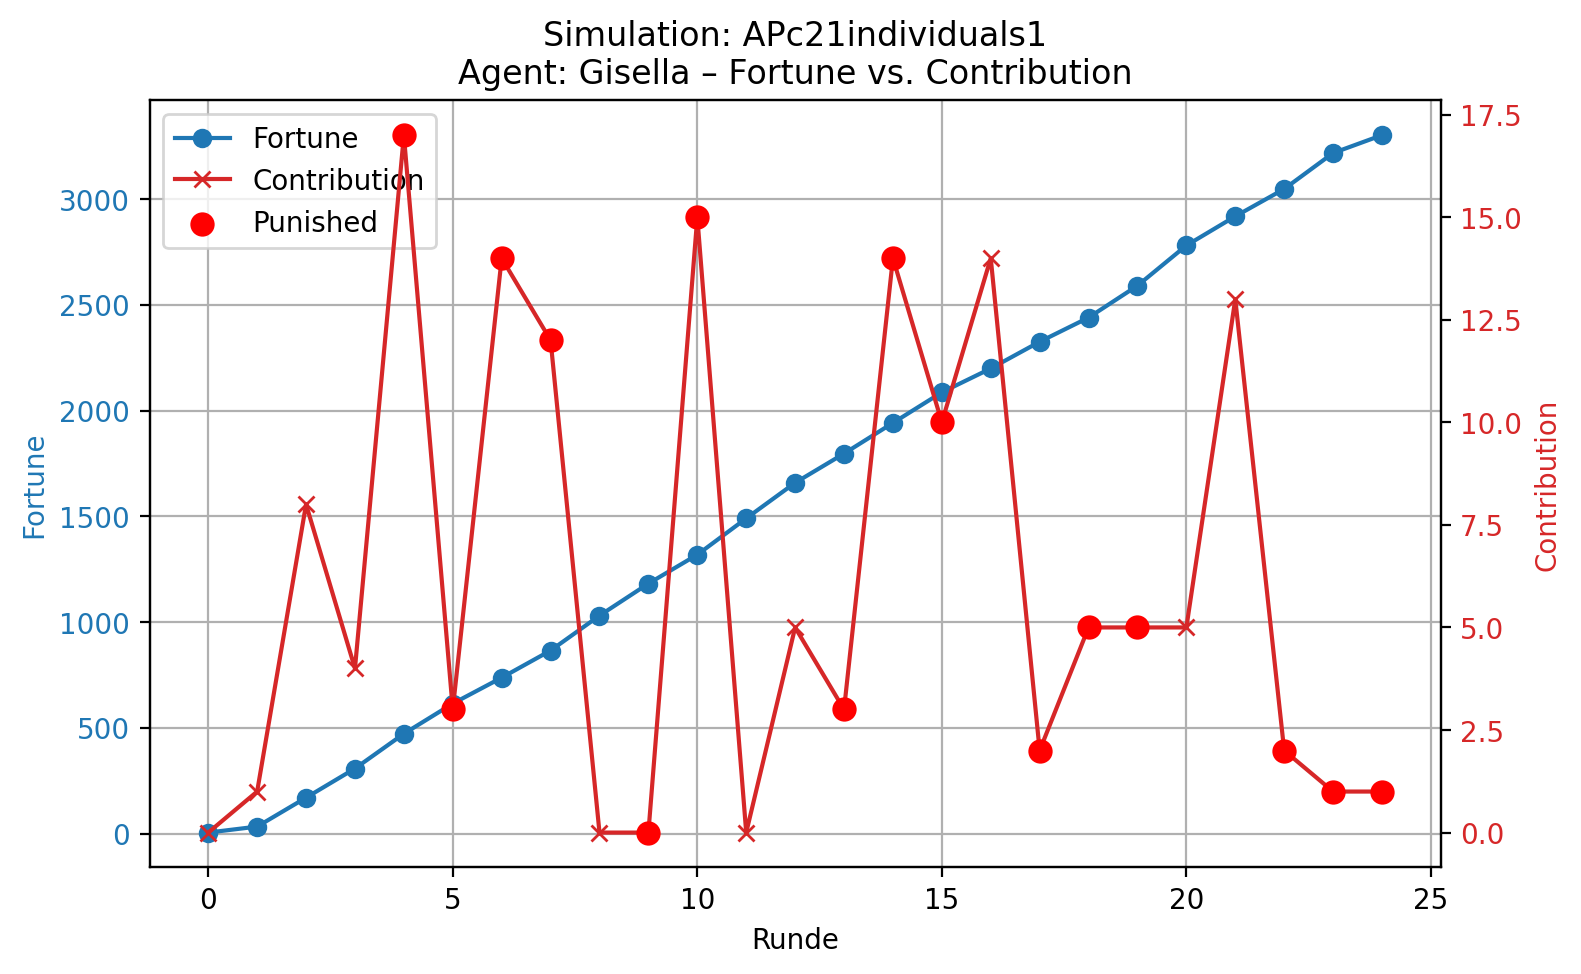 Simulation: APc21individuals1
Agent: Gisella – Fortune vs. Contribution
Fortune
Contribution
Punished
Fortune
3000
2500
2000
1500
1000
500
0
17.5
15.0
12.5
10.0
7.5
5.0
2.5
0.0
Contribution
0 5 10 15 20 25
Runde